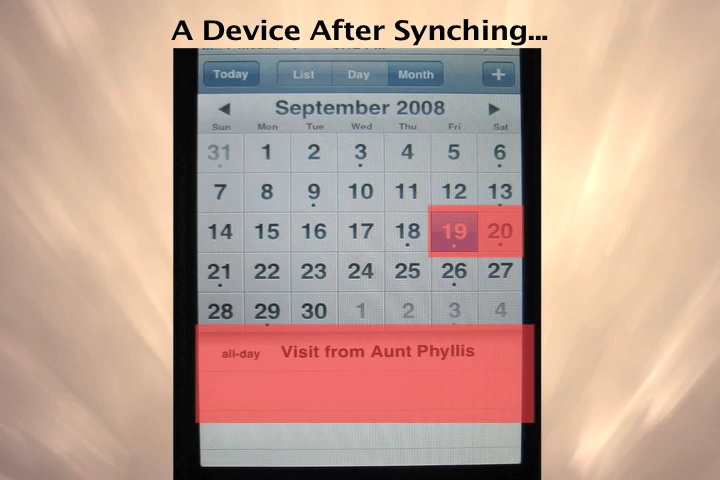 A Device After Synching...
Today List Day Month +
September 2008
Sun Mon Tue Wed Thu Fri Sat
31 1 2 3 4 5 6
7 8 9 10 11 12 13
14 15 16 17 18 19 20
21 22 23 24 25 26 27
28 29 30 1 2 3 4
all-day Visit from Aunt Phyllis